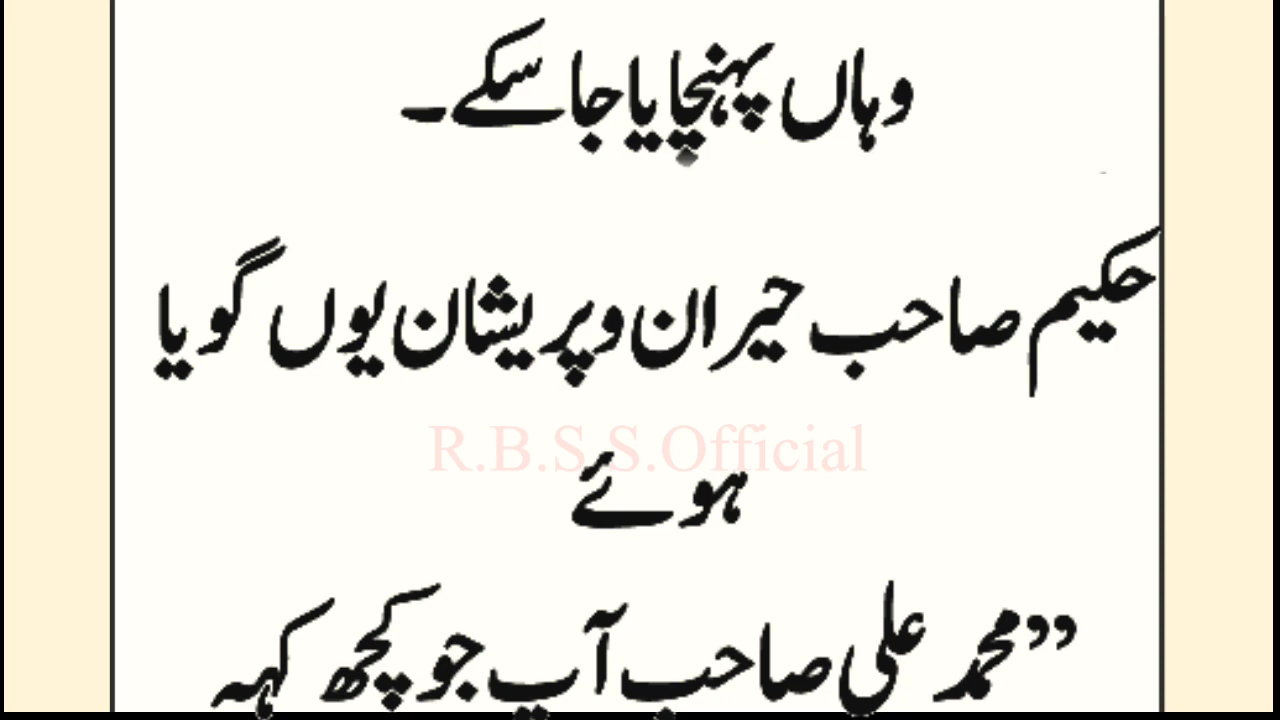 وہاں پہنچایا جا سکے۔
حکیم صاحب حیران و پریشان یوں گویا
R.B.S.S.Official
ہوئے
”محمد علی صاحب آپ جو کچھ کہہ